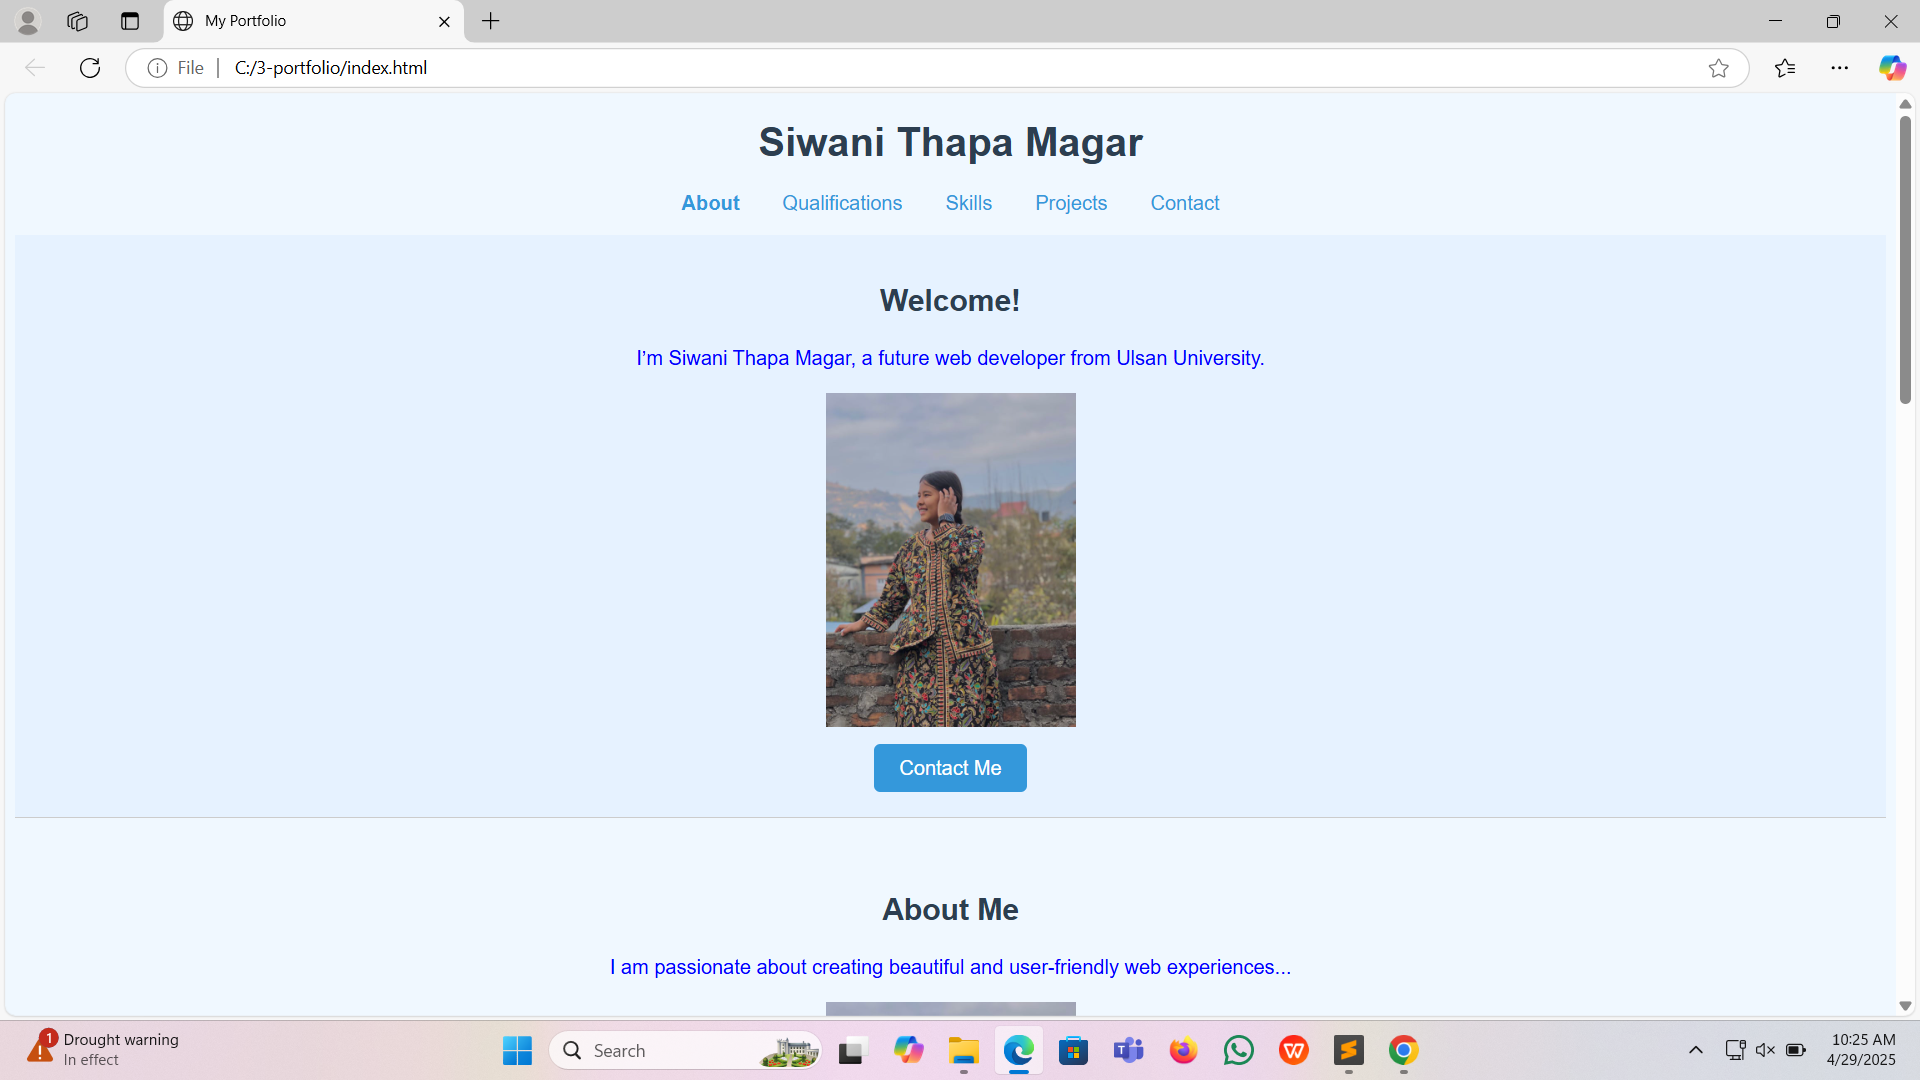 My Portfolio
File
C:/3-portfolio/index.html
Siwani Thapa Magar
About Qualifications Skills Projects Contact
Welcome!
I’m Siwani Thapa Magar, a future web developer from Ulsan University.
Contact Me
About Me
I am passionate about creating beautiful and user-friendly web experiences...
1
Drought warning
In effect
Search
10:25 AM
4/29/2025